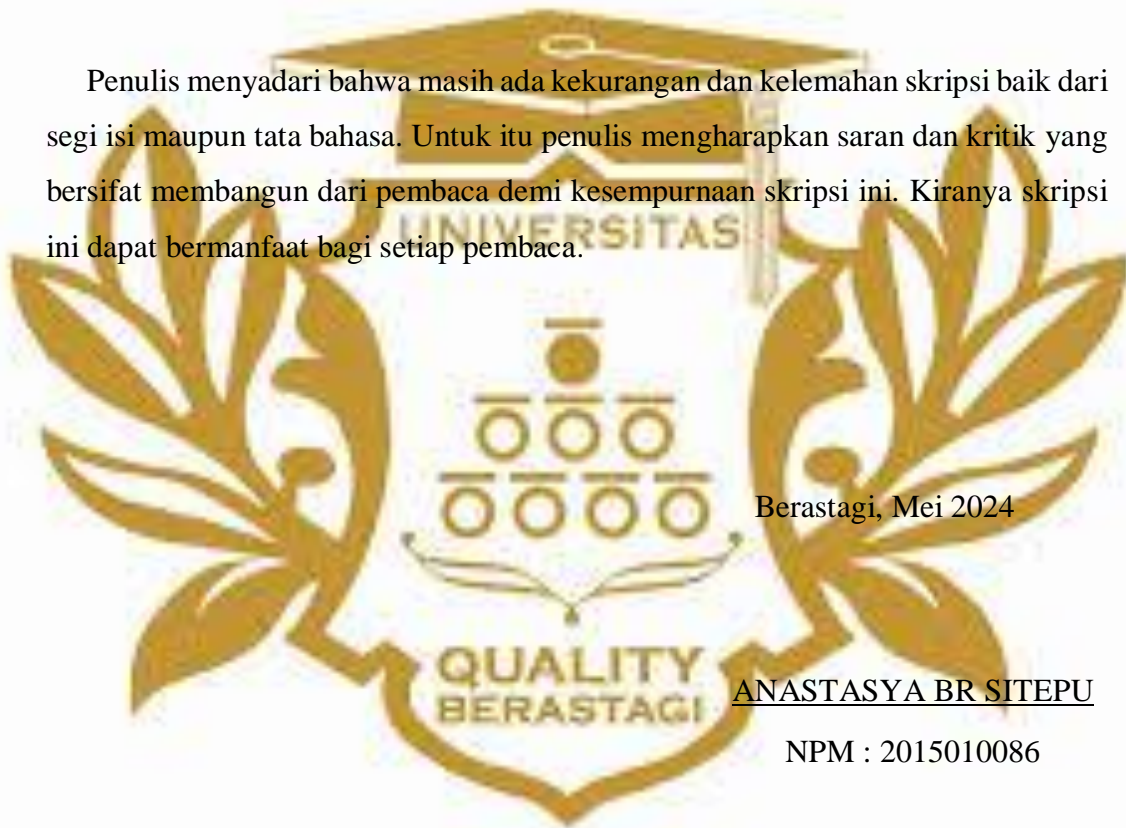 Penulis menyadari bahwa masih ada kekurangan dan kelemahan skripsi baik dari
segi isi maupun tata bahasa. Untuk itu penulis mengharapkan saran dan kritik yang
bersifat membangun dari pembaca demi kesempurnaan skripsi ini. Kiranya skripsi
ini dapat bermanfaat bagi setiap pembaca.
UNIVERSITAS
Berastagi, Mei 2024
QUALITY
BERASTAGI
ANASTASYA BR SITEPU
NPM : 2015010086